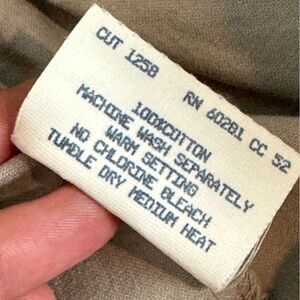 CUT 1258
RN 60281 CC 52
100%COTTON
MACHINE WASH SEPARATELY
WARM SETTING
NO CHLORINE BLEACH
TUMBLE DRY MEDIUM HEAT